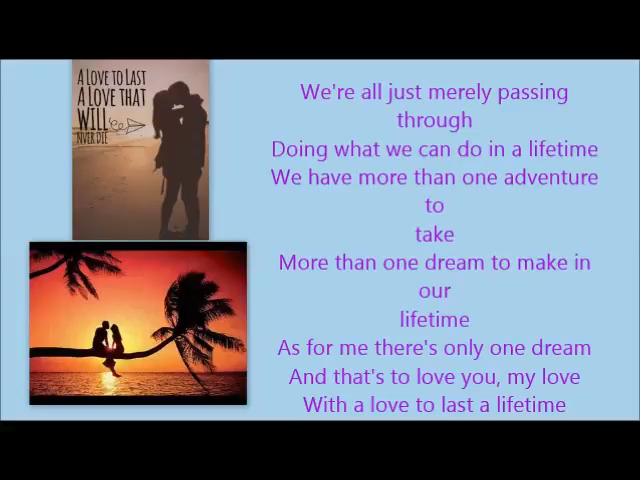 A LOVE TO LAST
A LOVE THAT
WILL
NVER DIE
We're all just merely passing
through
Doing what we can do in a lifetime
We have more than one adventure
to
take
More than one dream to make in
our
lifetime
As for me there's only one dream
And that's to love you, my love
With a love to last a lifetime